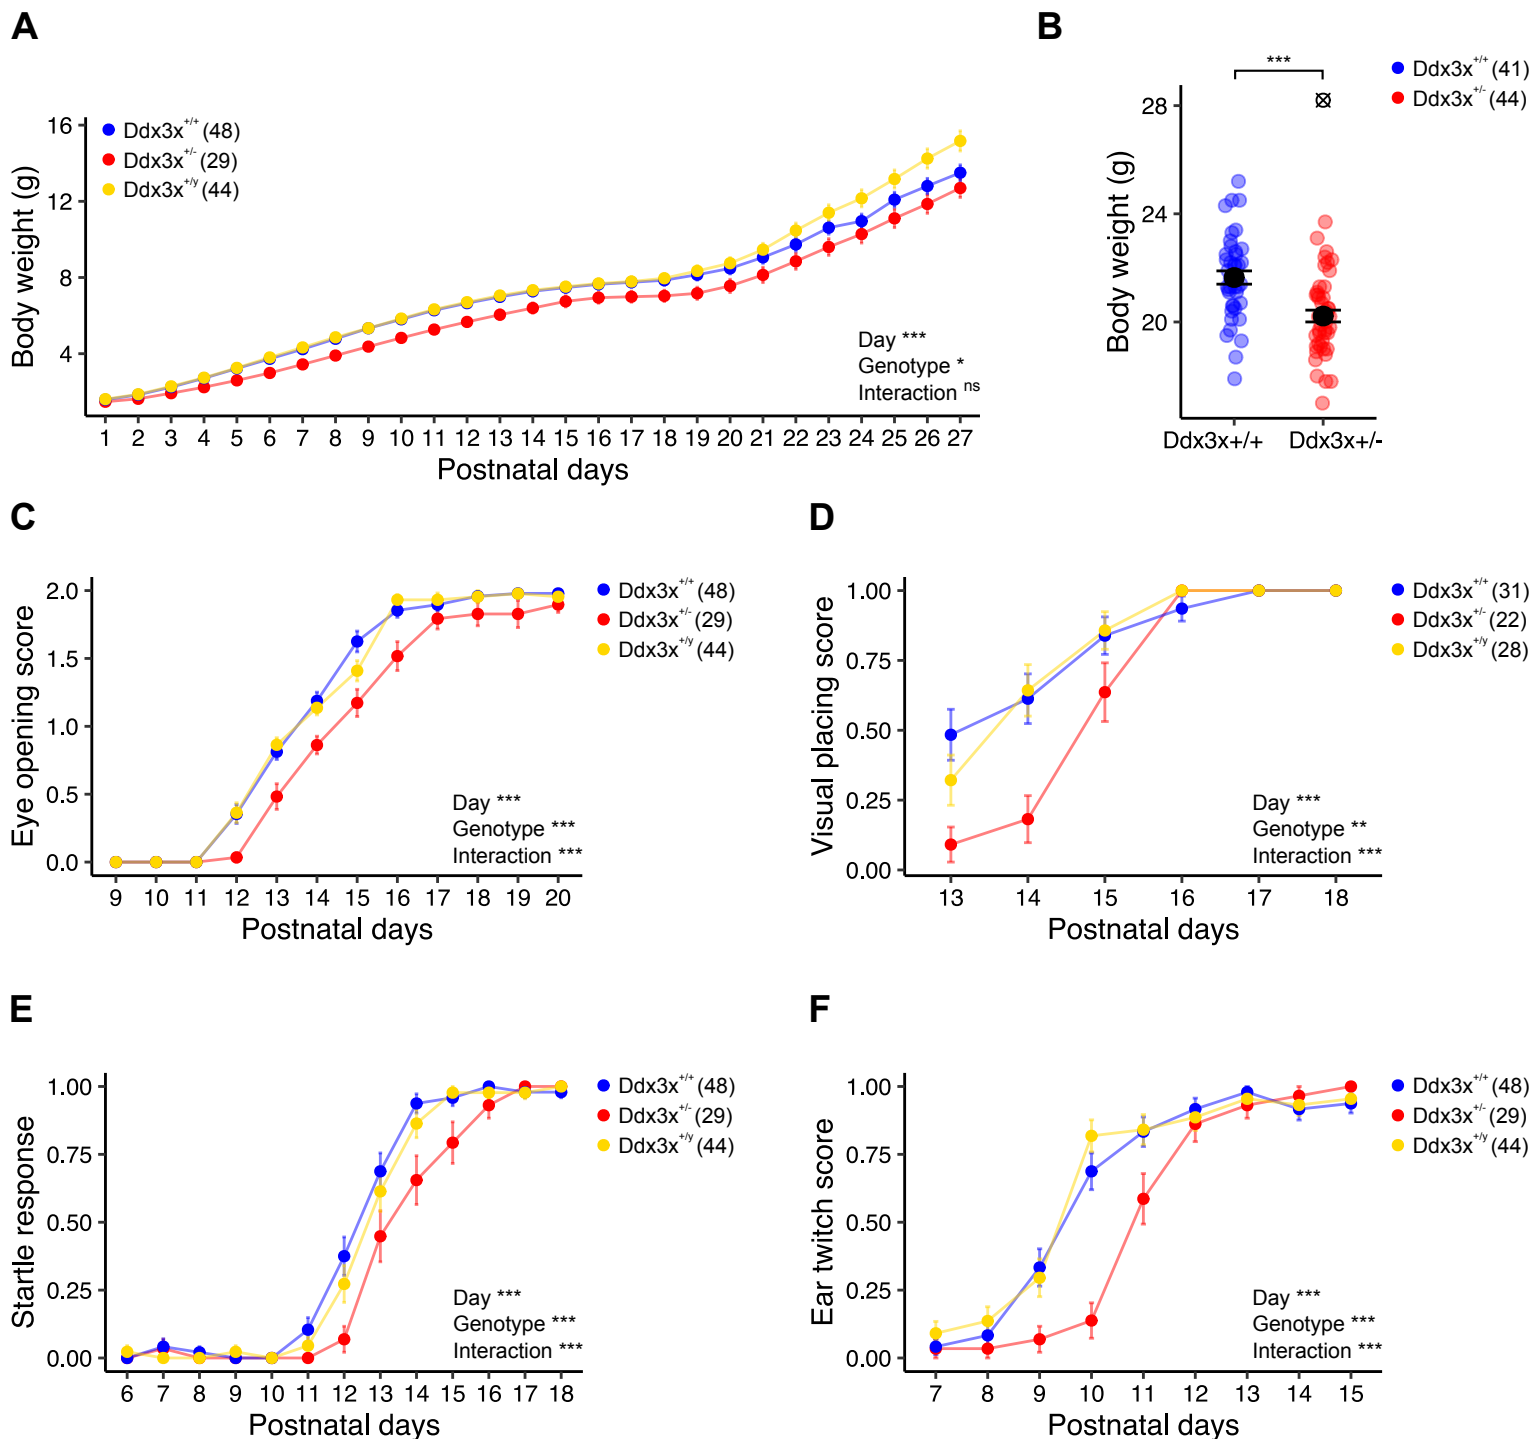 A
Body weight (g)
16
12
8
4
Ddx3x+/+ (48)
Ddx3x+/- (29)
Ddx3x+/y (44)
Day ***
Genotype *
Interaction ns
1 2 3 4 5 6 7 8 9 10 11 12 13 14 15 16 17 18 19 20 21 22 23 24 25 26 27
Postnatal days
B
Body weight (g)
28
24
20
***
Ddx3x+/+ (41)
Ddx3x+/- (44)
Ddx3x+/+ Ddx3x+/-
C
Eye opening score
2.0
1.5
1.0
0.5
0.0
Ddx3x+/+ (48)
Ddx3x+/- (29)
Ddx3x+/y (44)
Day ***
Genotype ***
Interaction ***
9 10 11 12 13 14 15 16 17 18 19 20
Postnatal days
D
Visual placing score
1.00
0.75
0.50
0.25
0.00
Ddx3x+/+ (31)
Ddx3x+/- (22)
Ddx3x+/y (28)
Day ***
Genotype **
Interaction ***
13 14 15 16 17 18
Postnatal days
E
Startle response
1.00
0.75
0.50
0.25
0.00
Ddx3x+/+ (48)
Ddx3x+/- (29)
Ddx3x+/y (44)
Day ***
Genotype ***
Interaction ***
6 7 8 9 10 11 12 13 14 15 16 17 18
Postnatal days
F
Ear twitch score
1.00
0.75
0.50
0.25
0.00
Ddx3x+/+ (48)
Ddx3x+/- (29)
Ddx3x+/y (44)
Day ***
Genotype ***
Interaction ***
7 8 9 10 11 12 13 14 15
Postnatal days